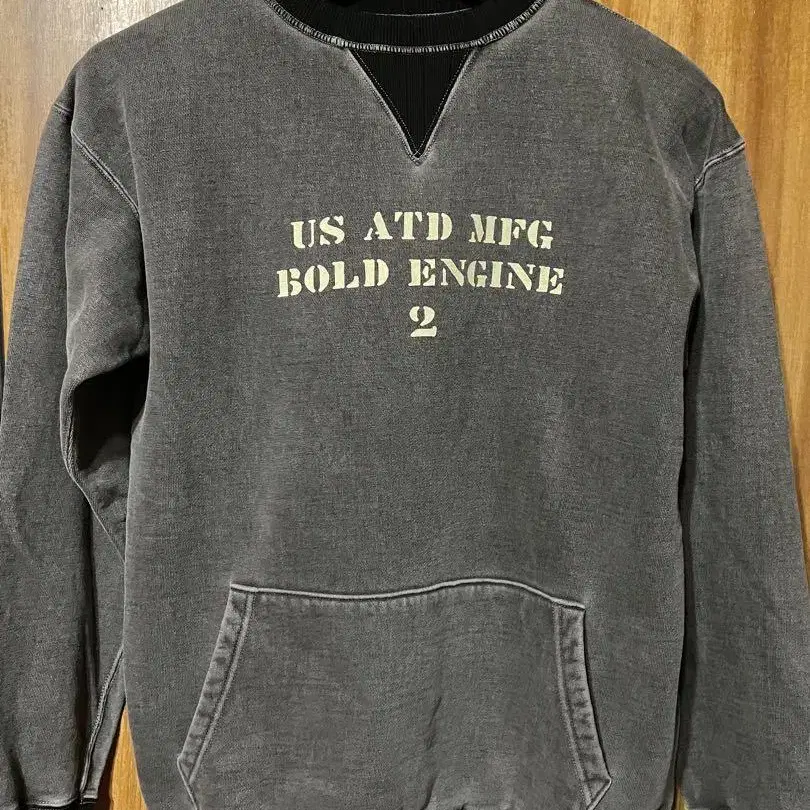 US ATD MFG
BOLD ENGINE
2